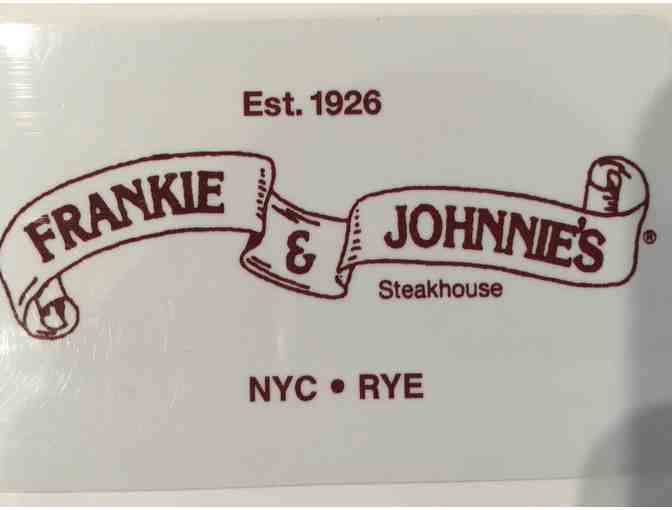 Est. 1926
FRANKIE & JOHNNIE'S ®
Steakhouse
NYC • RYE